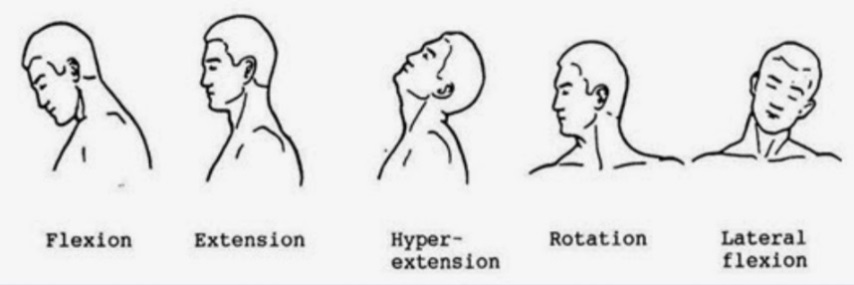 Flexion
Extension
Hyper-
extension
Rotation
Lateral
flexion